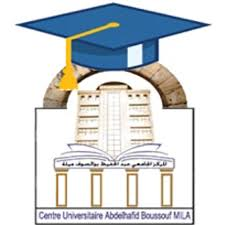 المركز الجامعي عبد الحفيظ بوالصوف ميلة
Centre Universitaire Abdelhafid Boussouf MILA